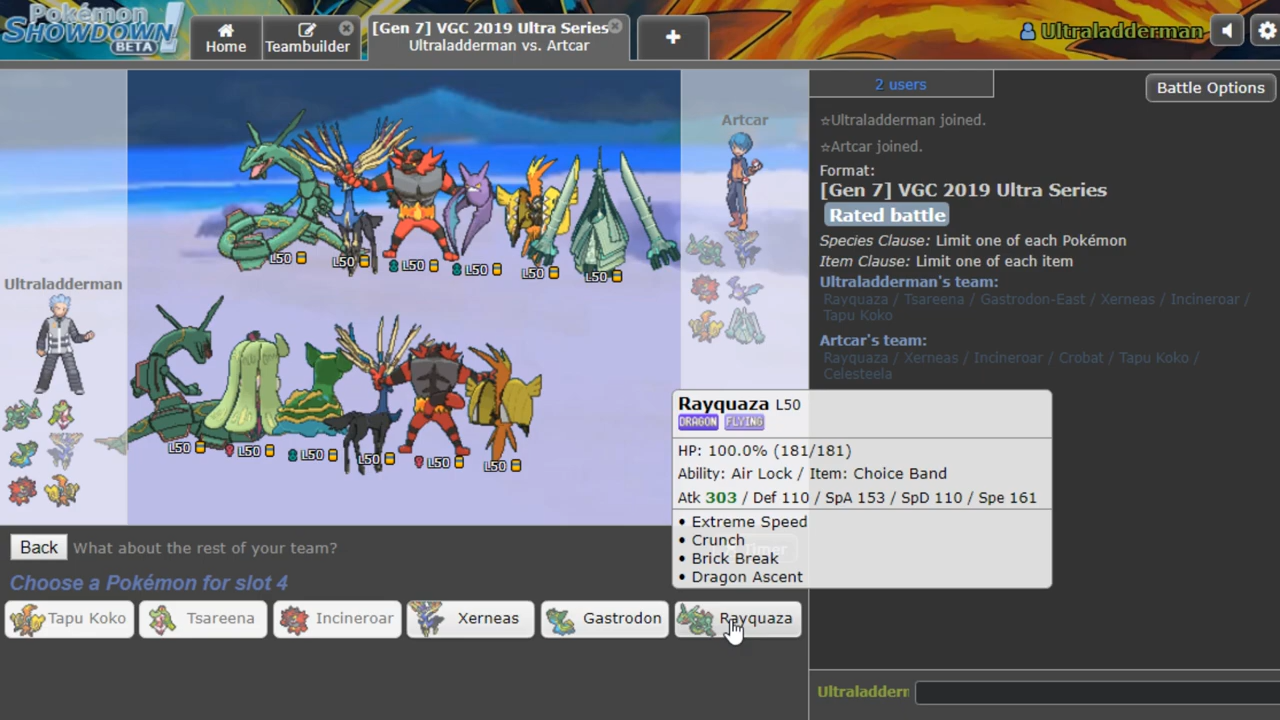 Pokémon
SHOWDOWN!
BETA
Home
Teambuilder
[Gen 7] VGC 2019 Ultra Series
Ultraladderman vs. Artcar
Ultraladderman
2 users
Battle Options
☆Ultraladderman joined.
☆Artcar joined.
Format:
[Gen 7] VGC 2019 Ultra Series
Rated battle
Species Clause: Limit one of each Pokémon
Item Clause: Limit one of each item
Ultraladderman's team:
Rayquaza / Tsareena / Gastrodon-East / Xerneas / Incineroar /
Tapu Koko
Artcar's team:
Rayquaza / Xerneas / Incineroar / Crobat / Tapu Koko /
Celesteela
Artcar
L50 L50 L50 L50 L50 L50
Ultraladderman
L50 L50 L50 L50 L50 L50
Rayquaza L50
DRAGON FLYING
HP: 100.0% (181/181)
Ability: Air Lock / Item: Choice Band
Atk 303 / Def 110 / SpA 153 / SpD 110 / Spe 161
• Extreme Speed
• Crunch
• Brick Break
• Dragon Ascent
Timer
Back What about the rest of your team?
Choose a Pokémon for slot 4
Tapu Koko Tsareena Incineroar Xerneas Gastrodon Rayquaza
Ultraladderm